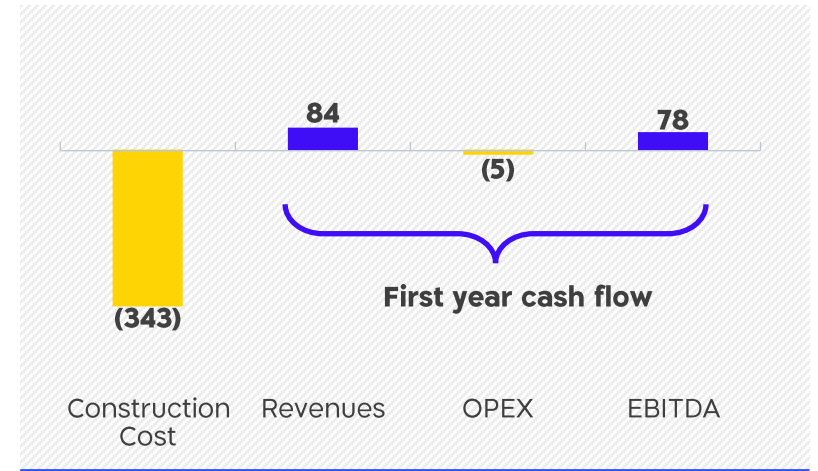 84
78
(5)
First year cash flow
(343)
Construction
Cost
Revenues
OPEX
EBITDA